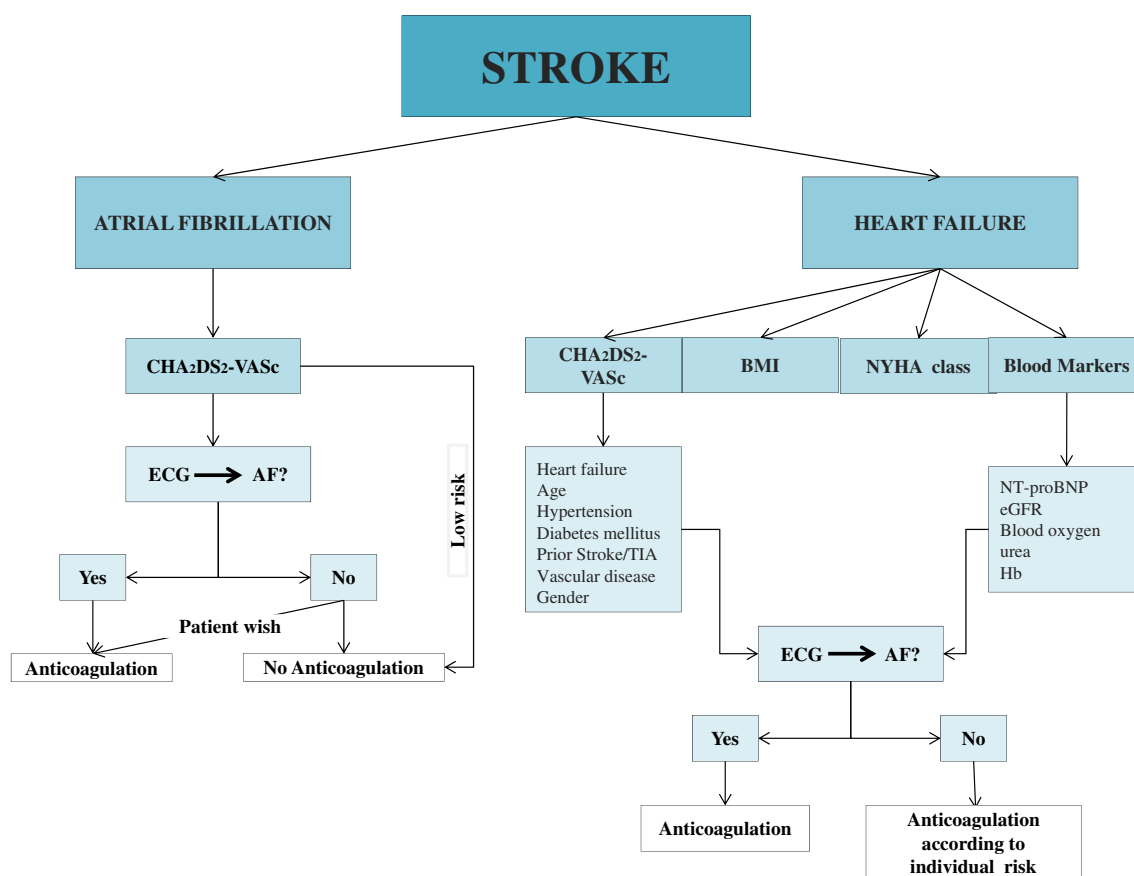 STROKE
ATRIAL FIBRILLATION
HEART FAILURE
CHA2DS2-VASc
ECG → AF?
Low risk
Yes
No
Patient wish
Anticoagulation
No Anticoagulation
CHA2DS2-
VASc
BMI
NYHA class
Blood Markers
Heart failure
Age
Hypertension
Diabetes mellitus
Prior Stroke/TIA
Vascular disease
Gender
NT-proBNP
eGFR
Blood oxygen
urea
Hb
ECG → AF?
Yes
No
Anticoagulation
Anticoagulation
according to
individual risk